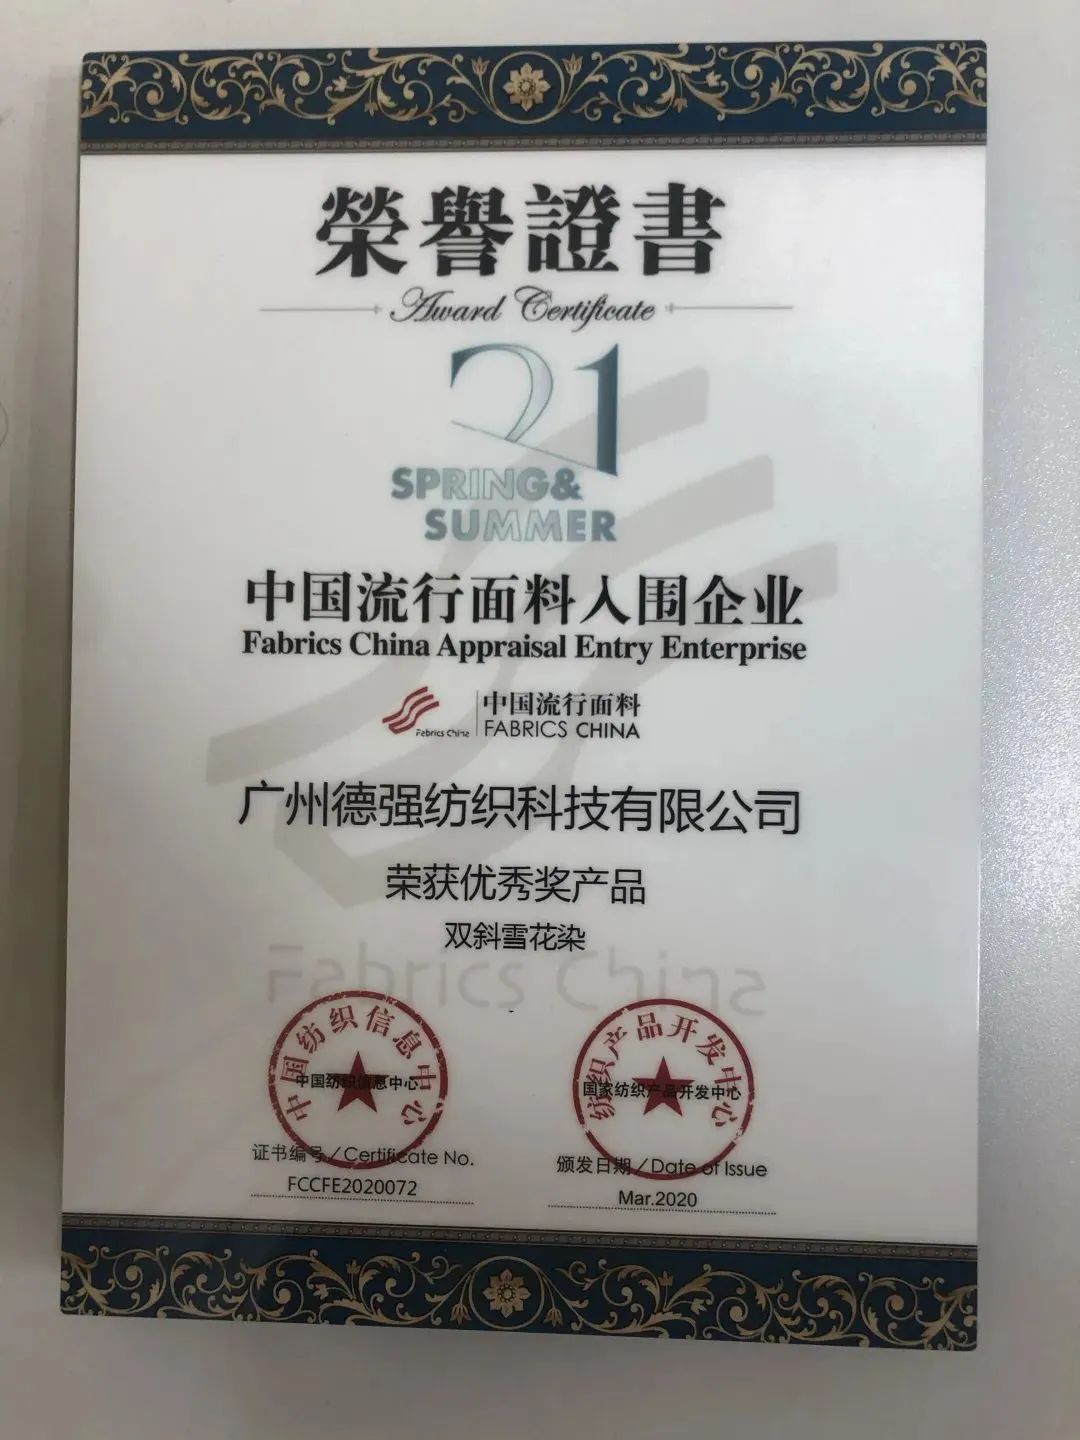 榮譽證書
Award Certificate
21
SPRING&
SUMMER
中国流行面料入围企业
Fabrics China Appraisal Entry Enterprise
Fabrics China
中国流行面料
FABRICS CHINA
广州德强纺织科技有限公司
荣获优秀奖产品
双斜雪花染
Fabrics China
中国纺织信息中心
中国纺织信息中心
纺织产品开发中心
国家纺织产品开发中心
证书编号/Certificate No.
FCCFE2020072
颁发日期/Date of Issue
Mar.2020